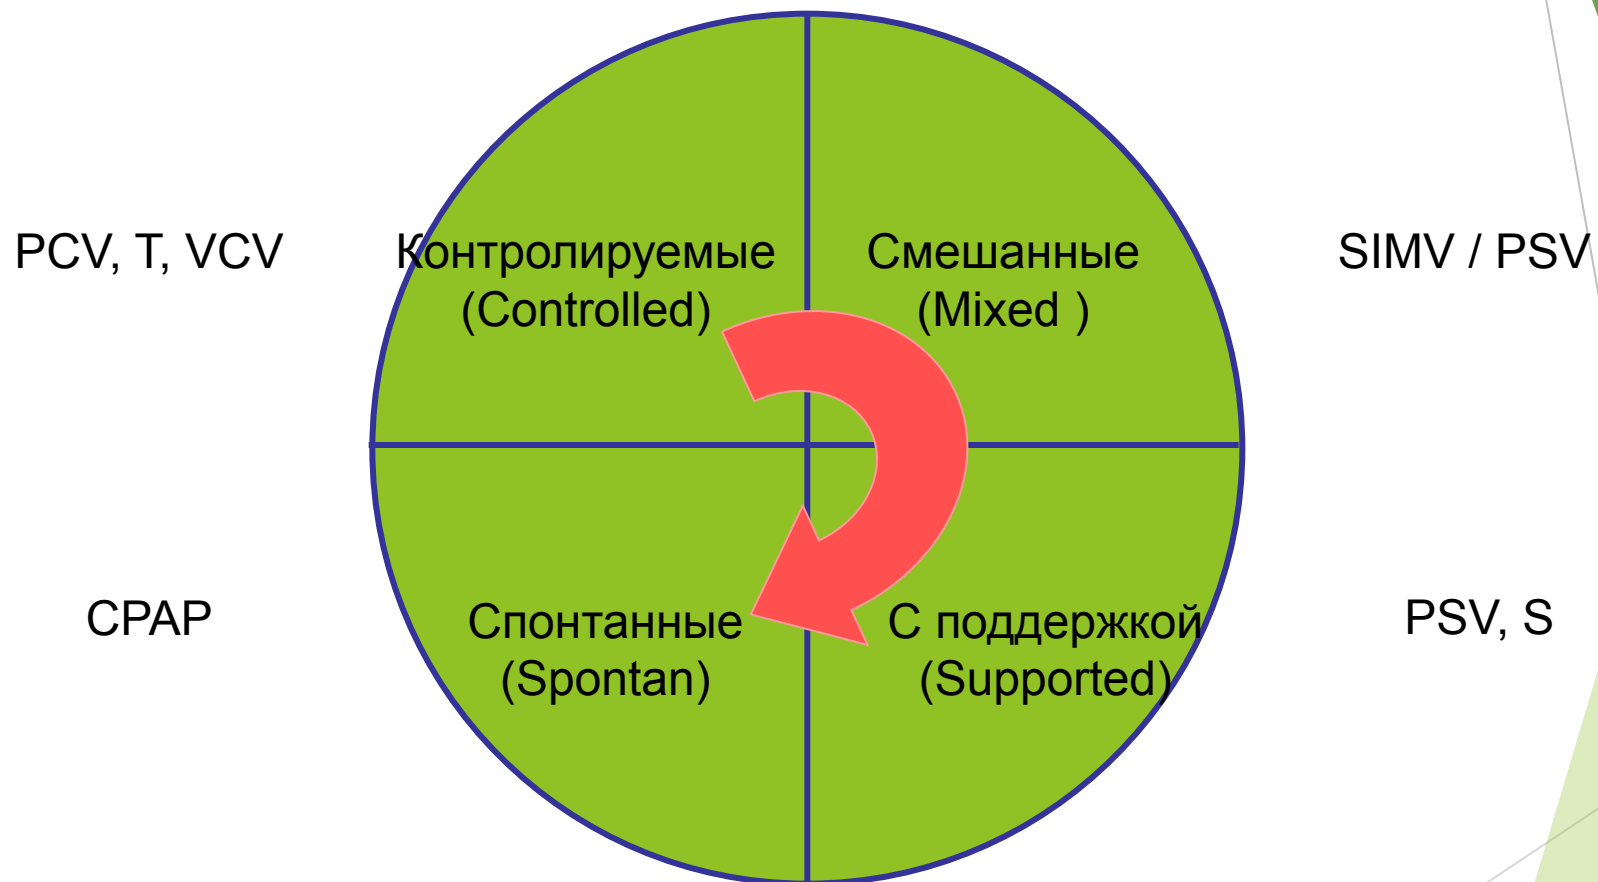 PCV, T, VCV
Контролируемые
(Controlled)
Смешанные
(Mixed )
SIMV / PSV
CPAP
Спонтанные
(Spontan)
С поддержкой
(Supported)
PSV, S